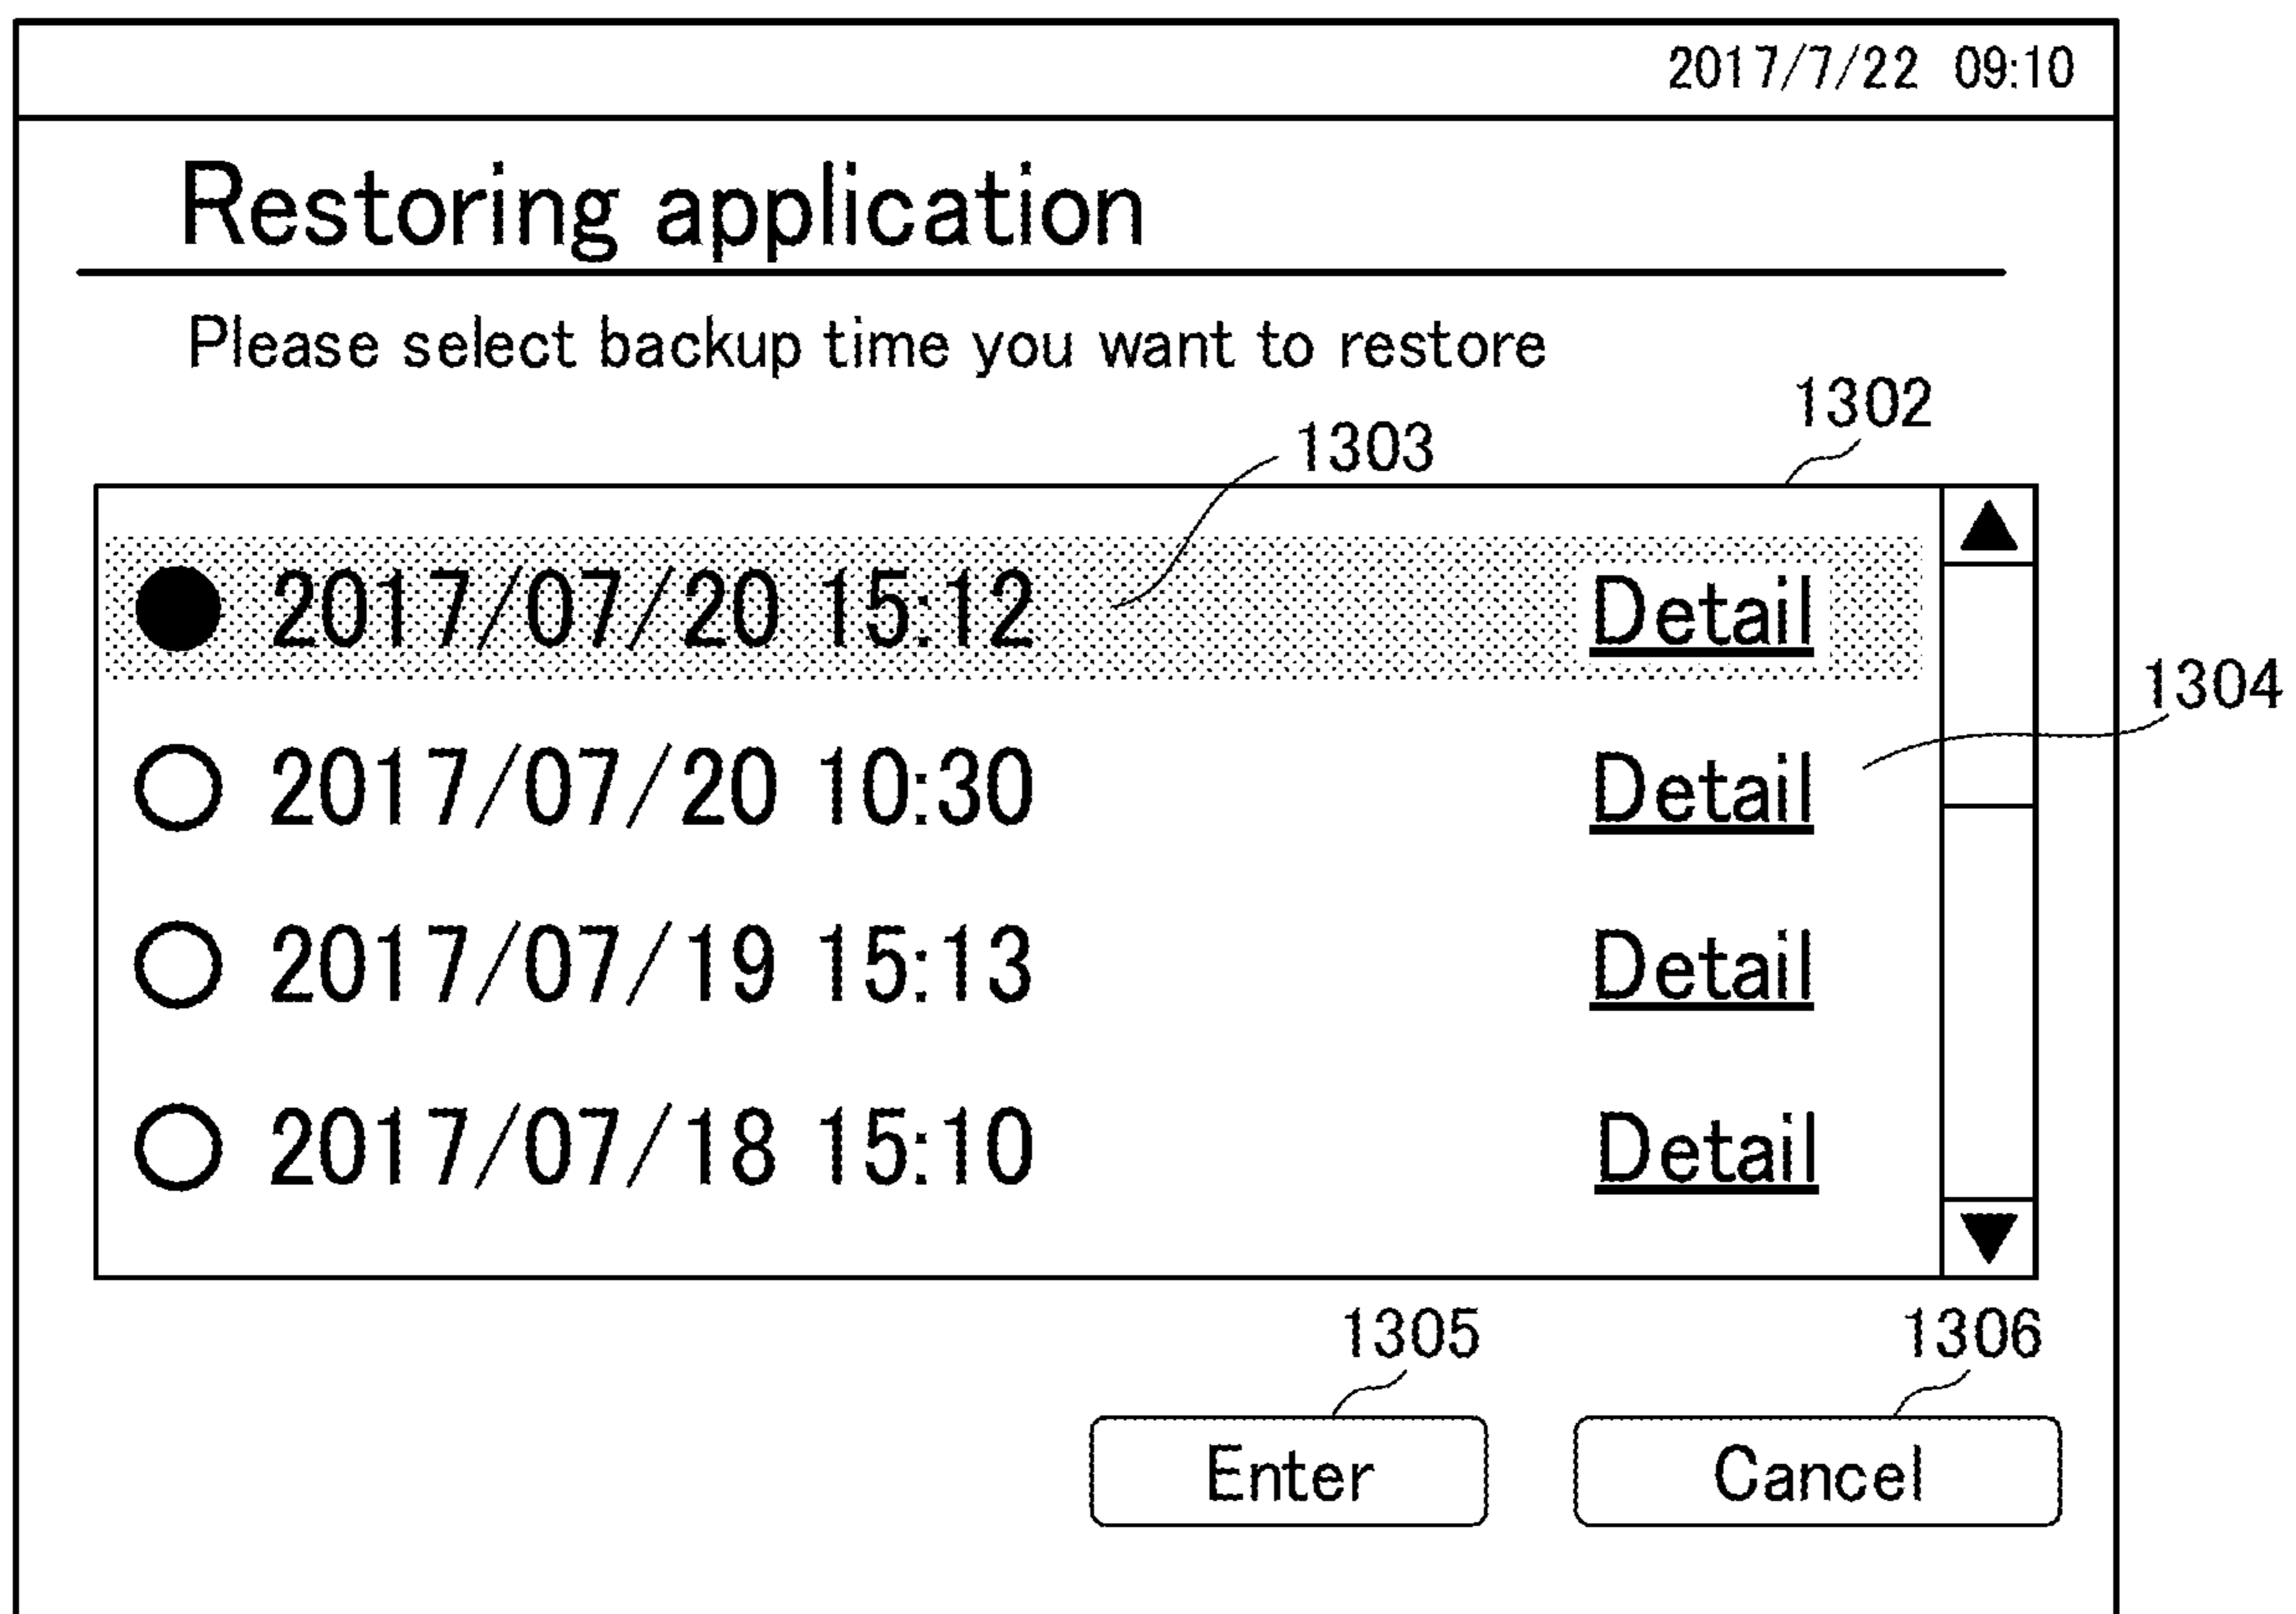 2017/7/22 09:10
Restoring application
Please select backup time you want to restore
1302
1303
2017/07/20 15:12 Detail
1304
2017/07/20 10:30 Detail
2017/07/19 15:13 Detail
2017/07/18 15:10 Detail
1305 1306
Enter Cancel